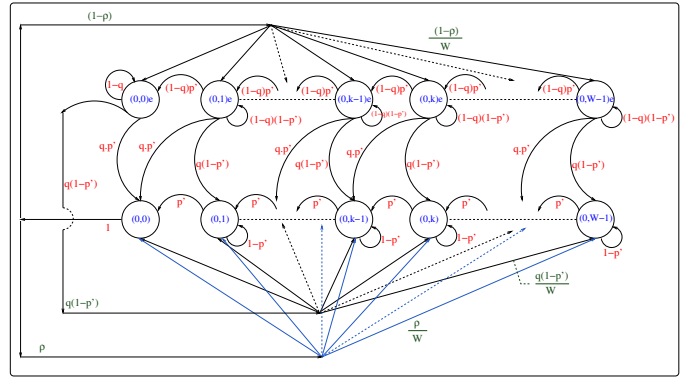 (1−ρ)
(1−ρ)
W
1−q
(1−q)p*
(1−q)p*
(1−q)p*
(1−q)p*
(1−q)p*
(1−q)p*
(0,0)e
(0,1)e
(0,k−1)e
(0,k)e
(0,W−1)e
(1−q)(1−p*)
(1−q)(1−p*)
(1−q)(1−p*)
(1−q)(1−p*)
q.p*
q.p*
q.p*
q.p*
q(1−p*)
q(1−p*)
q(1−p*)
q(1−p*)
q(1−p*)
p*
p*
p*
p*
p*
p*
1
(0,0)
(0,1)
(0,k−1)
(0,k)
(0,W−1)
1−p*
1−p*
1−p*
1−p*
q(1−p*)
W
q(1−p*)
ρ
W
ρ